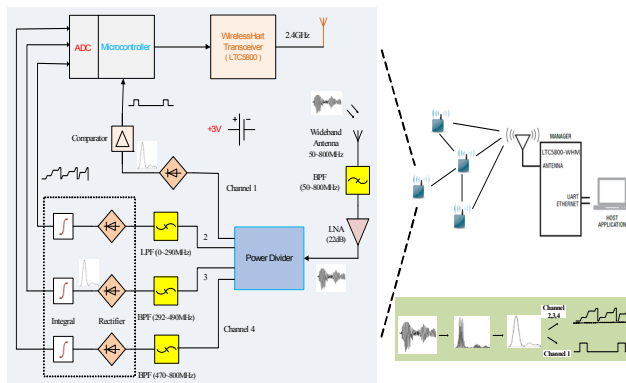 ADC
Microcontroller
WirelessHart
Transceiver
( LTC5800)
2.4GHz
Comparator
+3V
50-800MHz
Wideband
Antenna
50~800MHz
Channel 1
BPF
(50-800MHz)
LNA
(22dB)
LPF (0~290MHz)
2
Power Divider
3
BPF (292~490MHz)
Integral
Rectifier
Channel 4
BPF (470~800MHz)
MANAGER
LTC5800-WHM
ANTENNA
UART
ETHERNET
HOST
APPLICATION
Channel
2,3,4
Channel 1